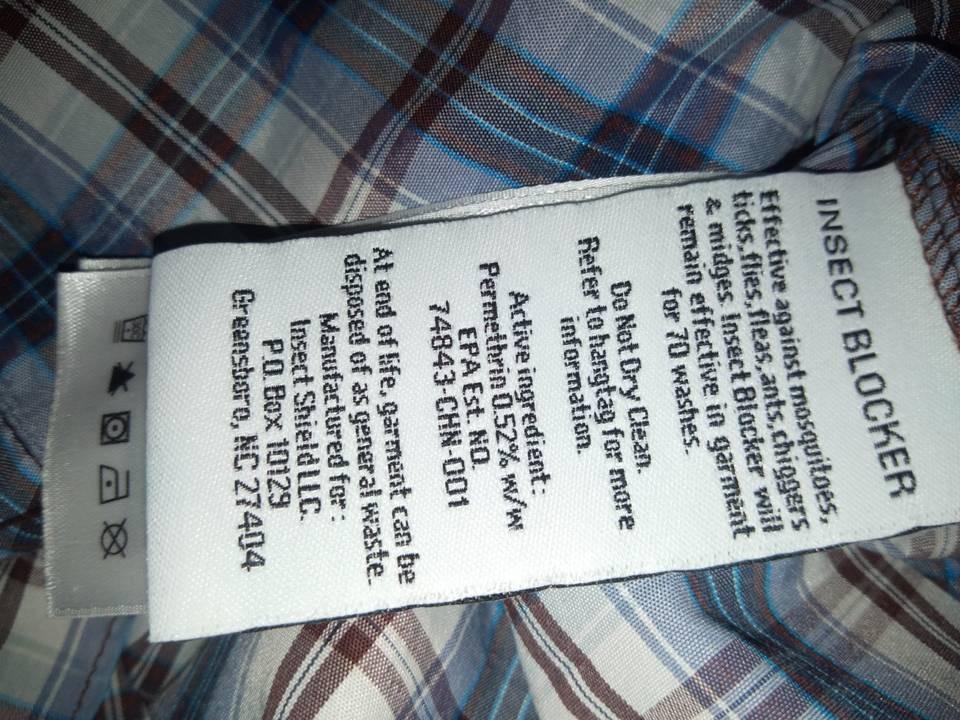 INSECT BLOCKER
Effective against mosquitoes,
ticks, flies, fleas, ants, chiggers
& midges. Insect Blocker will
remain effective in garment
for 70 washes.
Do Not Dry Clean.
Refer to hangtag for more
information.
Active ingredient:
Permethrin 0.52% w/w
EPA Est. NO.
74843-CHN-001
At end of life, garment can be
disposed of as general waste.
Manufactured for:
Insect Shield LLC.
P.O. Box 10129
Greensboro, NC 27404